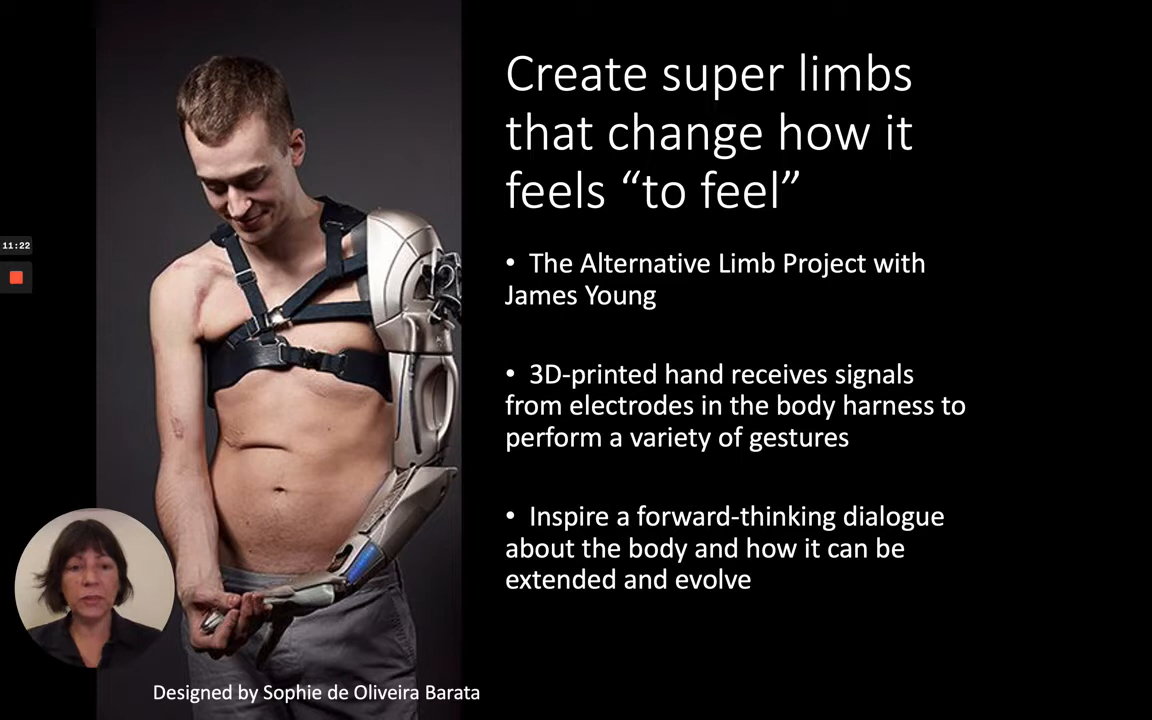 Create super limbs
that change how it
feels “to feel”
11:22
• The Alternative Limb Project with
James Young
• 3D-printed hand receives signals
from electrodes in the body harness to
perform a variety of gestures
• Inspire a forward-thinking dialogue
about the body and how it can be
extended and evolve
Designed by Sophie de Oliveira Barata